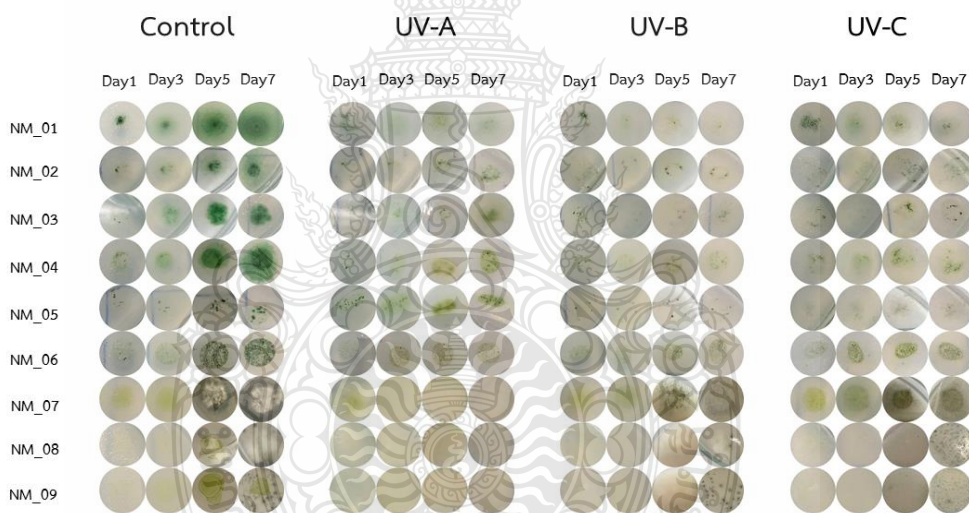 Control UV-A UV-B UV-C
Day1 Day3 Day5 Day7 Day1 Day3 Day5 Day7 Day1 Day3 Day5 Day7 Day1 Day3 Day5 Day7
NM_01
NM_02
NM_03
NM_04
NM_05
NM_06
NM_07
NM_08
NM_09